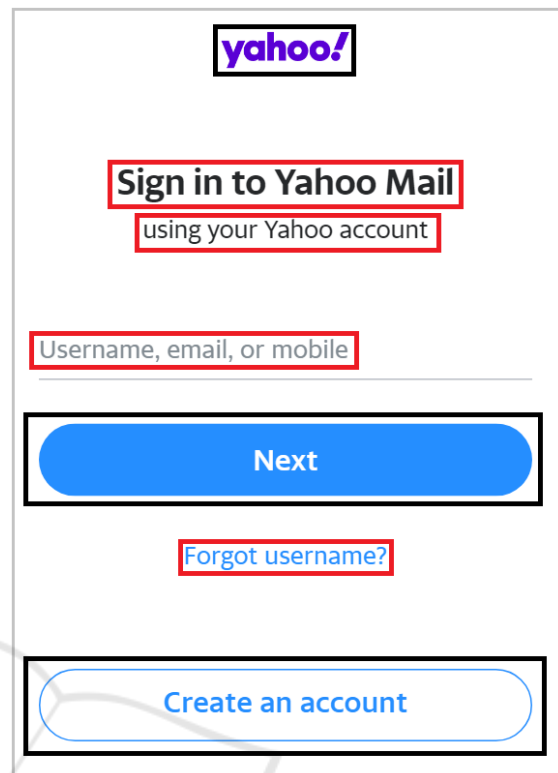 yahoo!
Sign in to Yahoo Mail
using your Yahoo account
Username, email, or mobile
Next
Forgot username?
Create an account